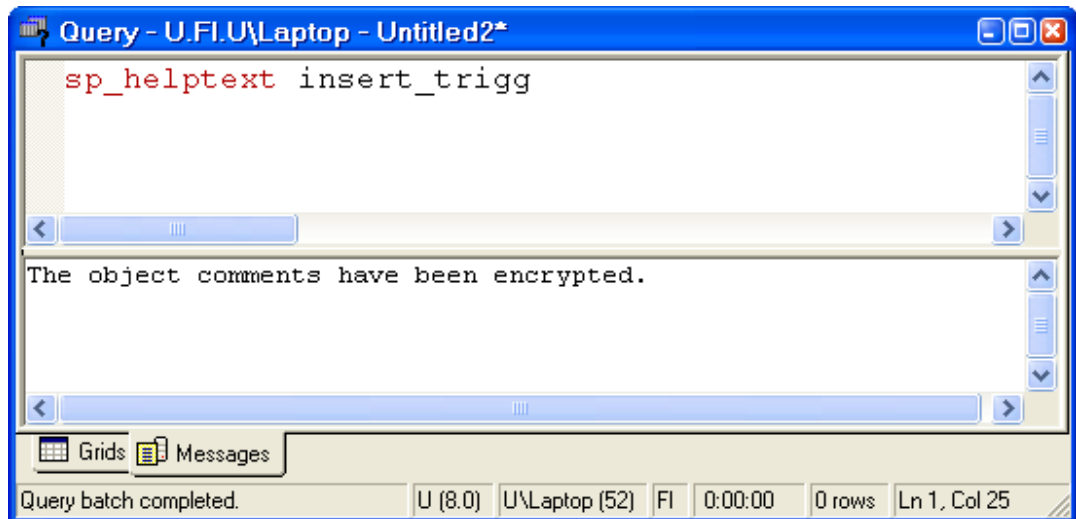 Query - U.FI.U\Laptop - Untitled2*
sp_helptext insert_trigg
The object comments have been encrypted.
Grids Messages
Query batch completed. U (8.0) U\Laptop (52) FI 0:00:00 0 rows Ln 1, Col 25